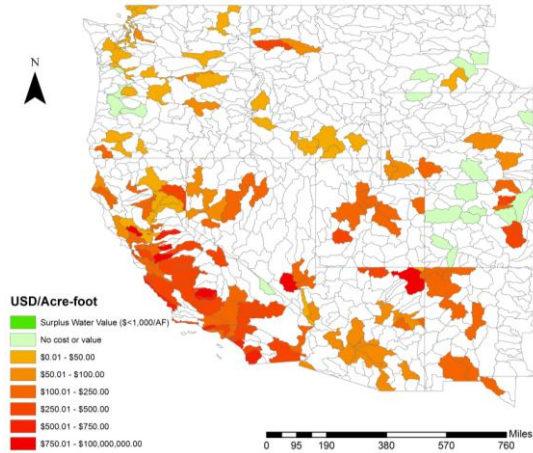 N
USD/Acre-foot
Surplus Water Value ($<1,000/AF)
No cost or value
$0.01 - $50.00
$50.01 - $100.00
$100.01 - $250.00
$250.01 - $500.00
$500.01 - $750.00
$750.01 - $100,000,000.00
Miles
0 95 190 380 570 760